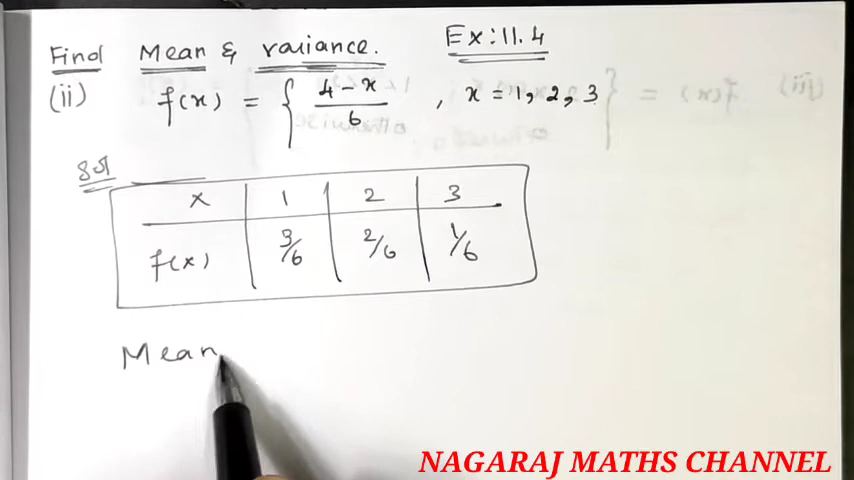 Find Mean & variance. Ex: 11.4
(ii) f(x) = { 4 - x / 6 , x = 1, 2, 3
Sol
x 1 2 3
f(x) 3/6 2/6 1/6
Mean
NAGARAJ MATHS CHANNEL